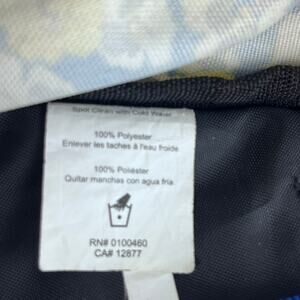 Spot Clean with Cold Water
100% Polyester
Enlever les taches à l'eau froide
100% Poliéster
Quitar manchas con agua fría
RN# 0100460
CA# 12877